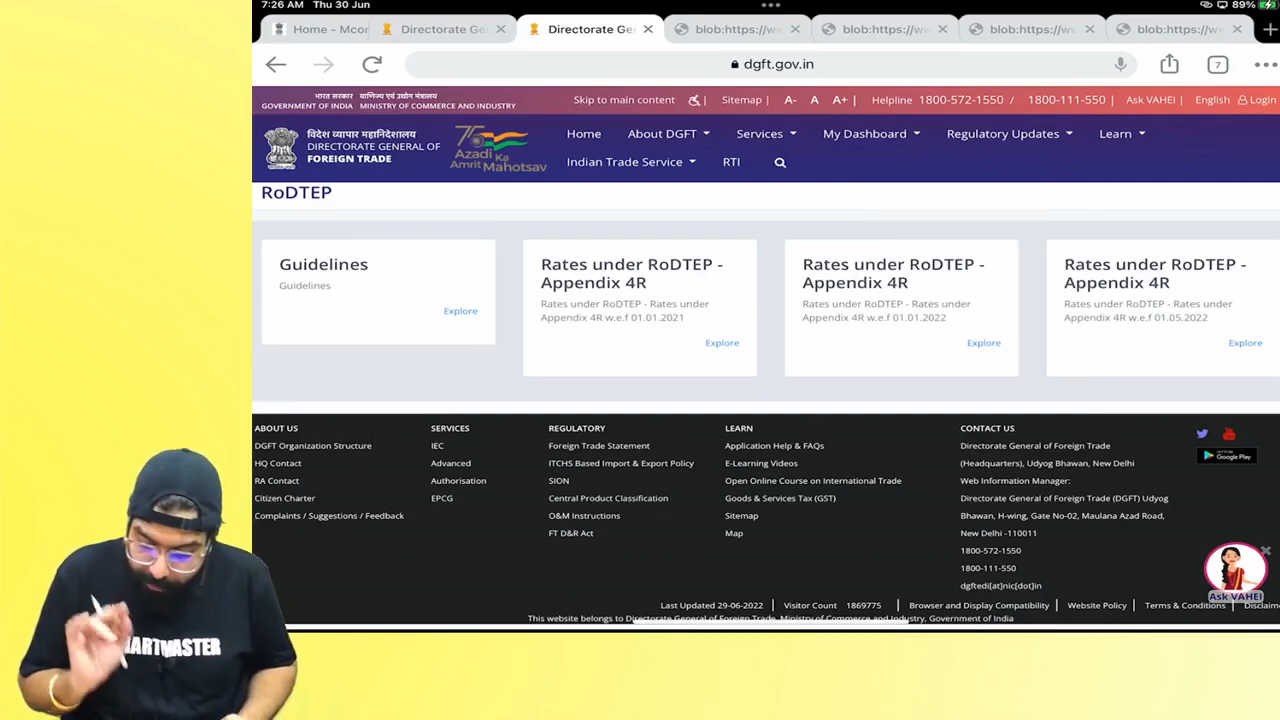 7:26 AM Thu 30 Jun
89%
Home - Mcor
Directorate Ge
Directorate Ge
blob:https://w
blob:https://we
blob:https://w
blob:https://w
dgft.gov.in
7
भारत सरकार वाणिज्य एवं उद्योग मंत्रालय
GOVERNMENT OF INDIA MINISTRY OF COMMERCE AND INDUSTRY
Skip to main content | Sitemap | A- A A+ | Helpline 1800-572-1550 / 1800-111-550 | Ask VAHEI | English Login
विदेश व्यापार महानिदेशालय
DIRECTORATE GENERAL OF
FOREIGN TRADE
75
Azadi Ka
Amrit Mahotsav
Home About DGFT Services My Dashboard Regulatory Updates Learn
Indian Trade Service RTI
RoDTEP
Guidelines
Guidelines
Explore
Rates under RoDTEP -
Appendix 4R
Rates under RoDTEP - Rates under
Appendix 4R w.e.f 01.01.2021
Explore
Rates under RoDTEP -
Appendix 4R
Rates under RoDTEP - Rates under
Appendix 4R w.e.f 01.01.2022
Explore
Rates under RoDTEP -
Appendix 4R
Rates under RoDTEP - Rates under
Appendix 4R w.e.f 01.05.2022
Explore
ABOUT US
DGFT Organization Structure
HQ Contact
RA Contact
Citizen Charter
Complaints / Suggestions / Feedback
SERVICES
IEC
Advanced
Authorisation
EPCG
REGULATORY
Foreign Trade Statement
ITCHS Based Import & Export Policy
SION
Central Product Classification
O&M Instructions
FT D&R Act
LEARN
Application Help & FAQs
E-Learning Videos
Open Online Course on International Trade
Goods & Services Tax (GST)
Sitemap
Map
CONTACT US
Directorate General of Foreign Trade
(Headquarters), Udyog Bhawan, New Delhi
Web Information Manager:
Directorate General of Foreign Trade (DGFT) Udyog
Bhawan, H-wing, Gate No-02, Maulana Azad Road,
New Delhi -110011
1800-572-1550
1800-111-550
dgftedi[at]nic[dot]in
Google Play
Ask VAHEI
Last Updated 29-06-2022 | Visitor Count 1869775 | Browser and Display Compatibility | Website Policy | Terms & Conditions | Disclaim
This website belongs to Directorate General of Foreign Trade, Ministry of Commerce and Industry, Government of India